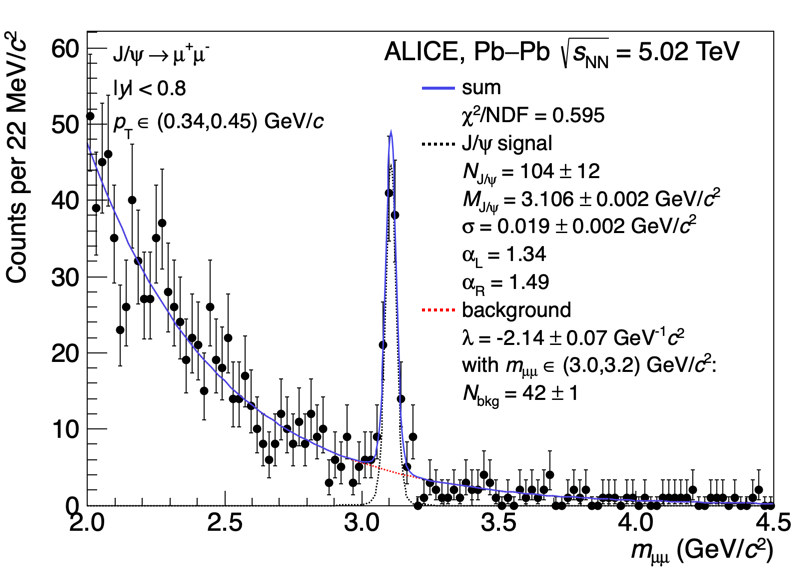 J/ψ → μ⁺μ⁻
|y| < 0.8
p_T ∈ (0.34,0.45) GeV/c
ALICE, Pb–Pb √s_NN = 5.02 TeV
sum
χ²/NDF = 0.595
J/ψ signal
N_J/ψ = 104 ± 12
M_J/ψ = 3.106 ± 0.002 GeV/c²
σ = 0.019 ± 0.002 GeV/c²
α_L = 1.34
α_R = 1.49
background
λ = -2.14 ± 0.07 GeV⁻¹c²
with m_μμ ∈ (3.0,3.2) GeV/c²:
N_bkg = 42 ± 1
Counts per 22 MeV/c²
60
50
40
30
20
10
0
2.0 2.5 3.0 3.5 4.0 4.5
m_μμ (GeV/c²)